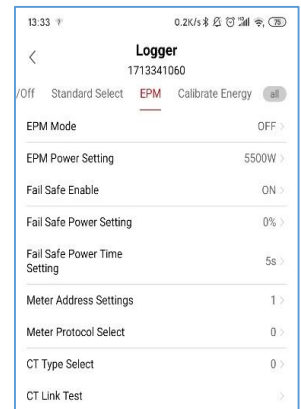 13:33 0.2K/s 75
Logger
1713341060
/Off Standard Select EPM Calibrate Energy all
EPM Mode OFF
EPM Power Setting 5500W
Fail Safe Enable ON
Fail Safe Power Setting 0%
Fail Safe Power Time
Setting 5s
Meter Address Settings 1
Meter Protocol Select 0
CT Type Select 0
CT Link Test